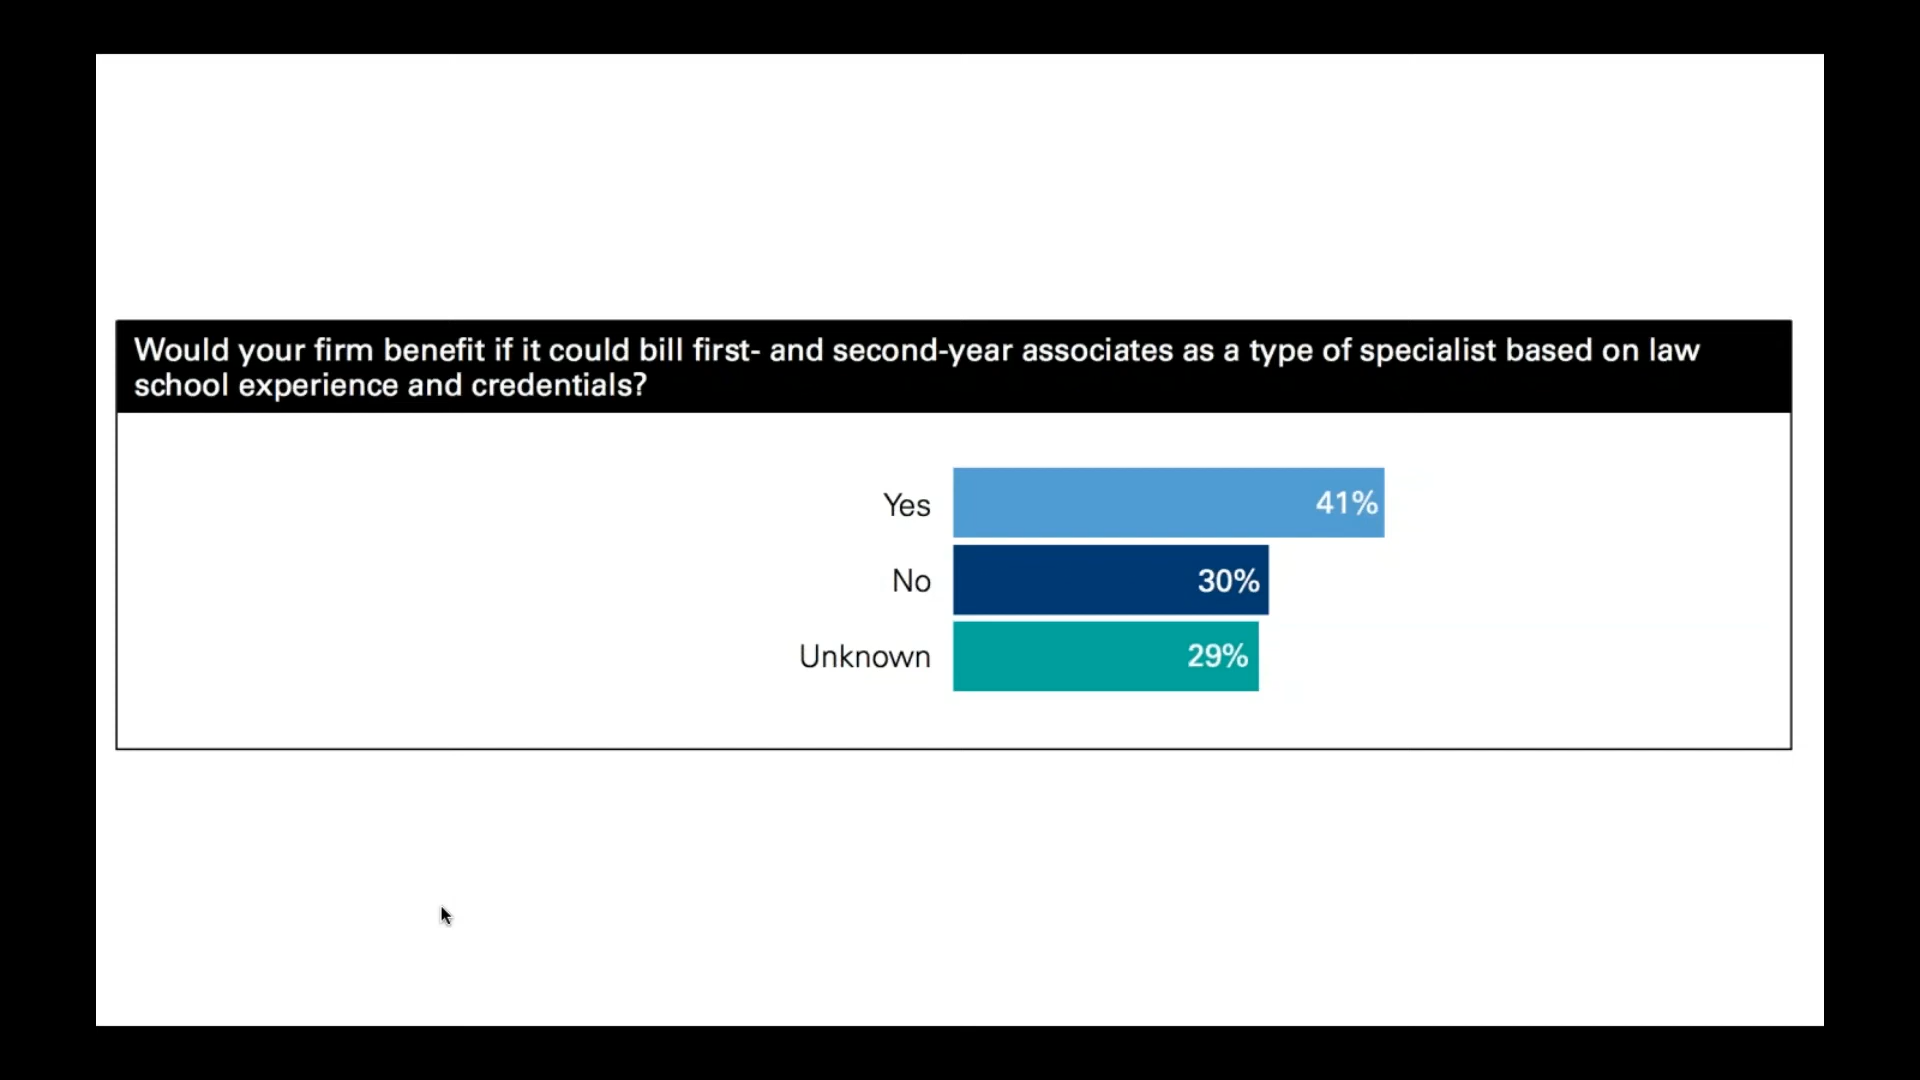 Would your firm benefit if it could bill first- and second-year associates as a type of specialist based on law
school experience and credentials?
Yes 41%
No 30%
Unknown 29%